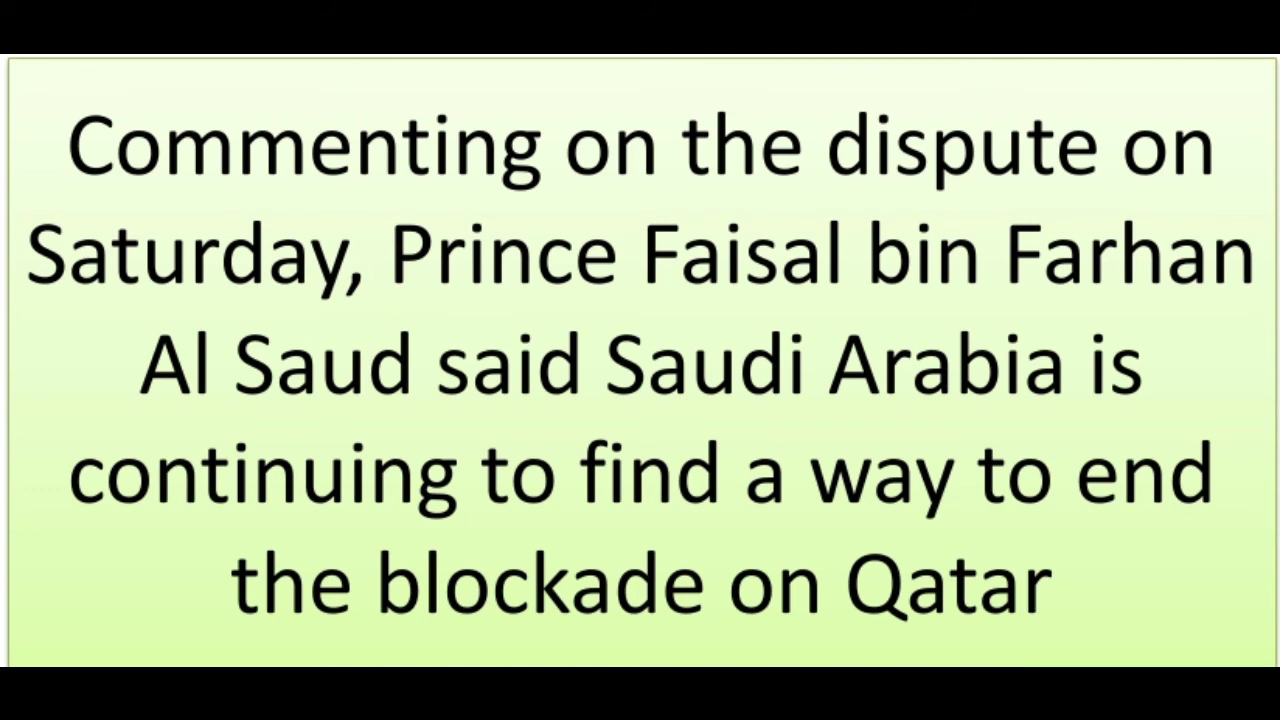 Commenting on the dispute on
Saturday, Prince Faisal bin Farhan
Al Saud said Saudi Arabia is
continuing to find a way to end
the blockade on Qatar